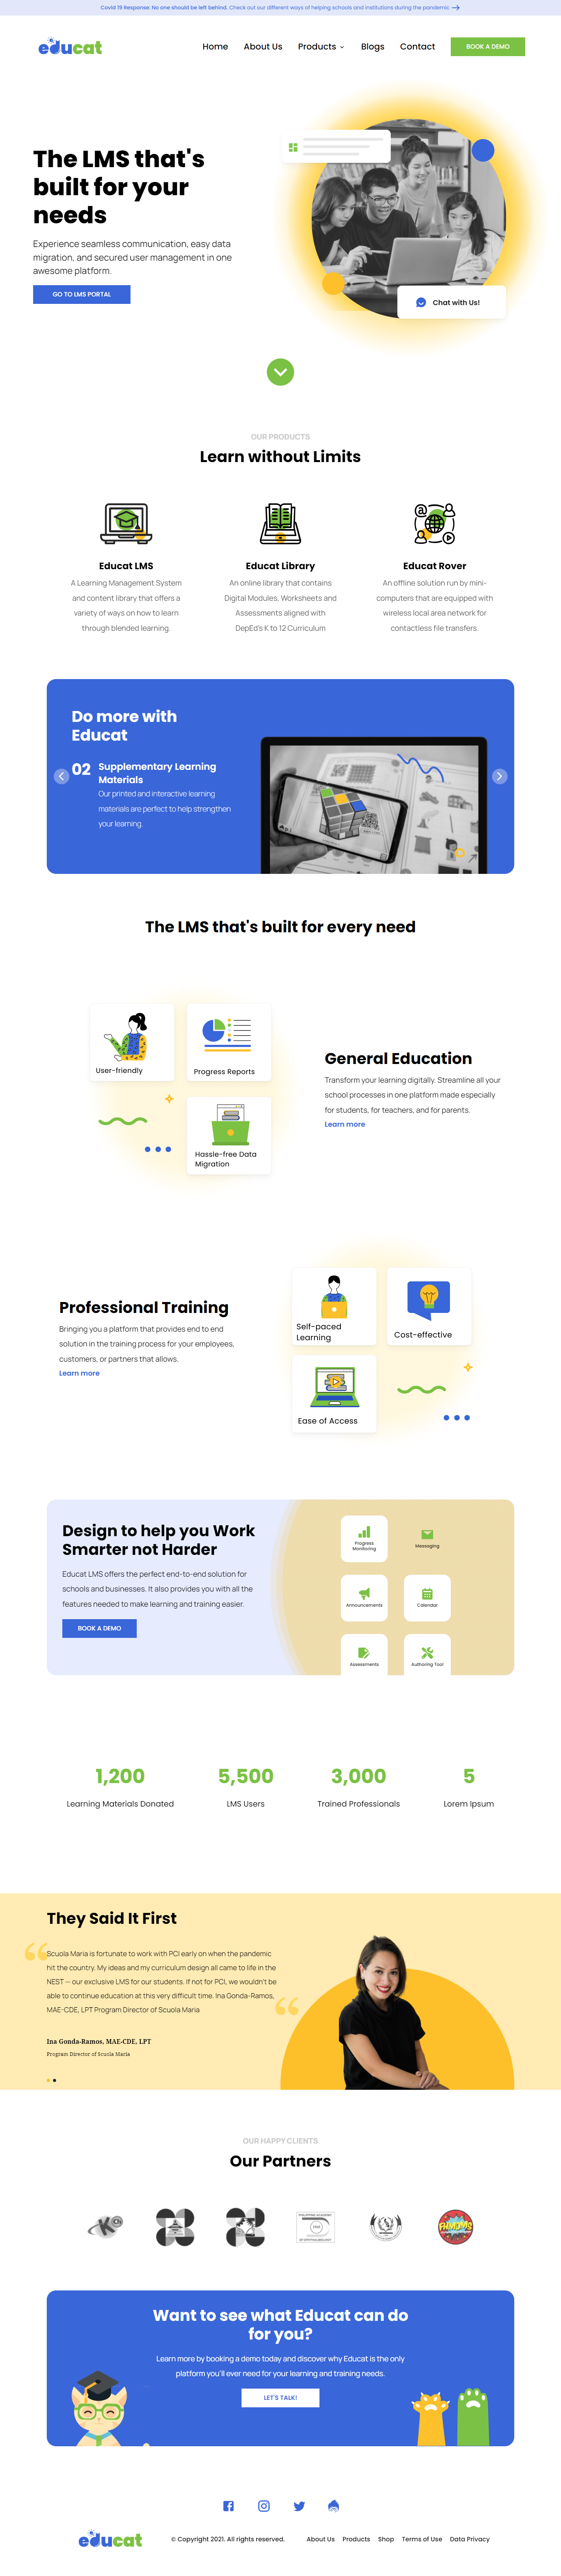 Covid 19 Response: No one should be left behind. Check out our different ways of helping schools and institutions during the pandemic
educat
Home About Us Products Blogs Contact BOOK A DEMO
The LMS that's
built for your
needs
Experience seamless communication, easy data
migration, and secured user management in one
awesome platform.
GO TO LMS PORTAL
Chat with Us!
OUR PRODUCTS
Learn without Limits
Educat LMS
A Learning Management System
and content library that offers a
variety of ways on how to learn
through blended learning.
Educat Library
An online library that contains
Digital Modules, Worksheets and
Assessments aligned with
DepEd's K to 12 Curriculum
Educat Rover
An offline solution run by mini-
computers that are equipped with
wireless local area network for
contactless file transfers.
Do more with
Educat
02 Supplementary Learning
Materials
Our printed and interactive learning
materials are perfect to help strengthen
your learning.
The LMS that's built for every need
User-friendly
Progress Reports
Hassle-free Data
Migration
General Education
Transform your learning digitally. Streamline all your
school processes in one platform made especially
for students, for teachers, and for parents.
Learn more
Professional Training
Bringing you a platform that provides end to end
solution in the training process for your employees,
customers, or partners that allows.
Learn more
Self-paced
Learning
Cost-effective
Ease of Access
Design to help you Work
Smarter not Harder
Educat LMS offers the perfect end-to-end solution for
schools and businesses. It also provides you with all the
features needed to make learning and training easier.
BOOK A DEMO
Progress
Monitoring
Messaging
Announcements
Calendar
Assessments
Authoring Tool
1,200
Learning Materials Donated
5,500
LMS Users
3,000
Trained Professionals
5
Lorem Ipsum
They Said It First
Scuola Maria is fortunate to work with PCI early on when the pandemic
hit the country. My ideas and my curriculum design all came to life in the
NEST — our exclusive LMS for our students. If not for PCI, we wouldn't be
able to continue education at this very difficult time. Ina Gonda-Ramos,
MAE-CDE, LPT Program Director of Scuola Maria
Ina Gonda-Ramos, MAE-CDE, LPT
Program Director of Scuola Maria
OUR HAPPY CLIENTS
Our Partners
FHMOMS
Want to see what Educat can do
for you?
Learn more by booking a demo today and discover why Educat is the only
platform you'll ever need for your learning and training needs.
LET'S TALK!
educat
© Copyright 2021. All rights reserved. About Us Products Shop Terms of Use Data Privacy